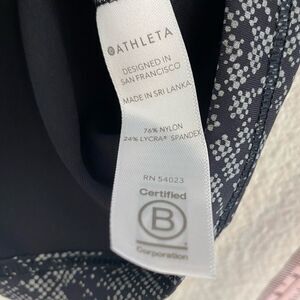 ATHLETA
DESIGNED IN
SAN FRANCISCO
MADE IN SRI LANKA
76% NYLON
24% LYCRA® SPANDEX
RN 54023
Certified
B
Corporation